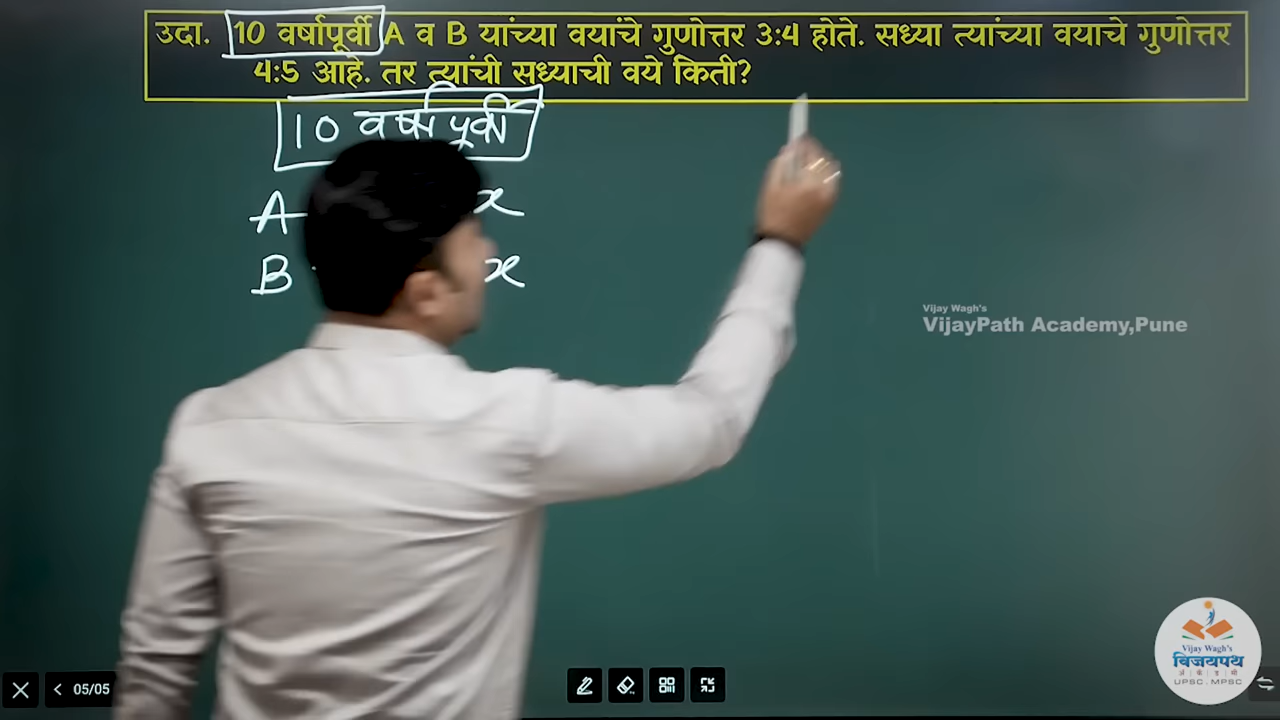 उदा. 10 वर्षापूर्वी A व B यांच्या वयांचे गुणोत्तर 3:4 होते. सध्या त्यांच्या वयाचे गुणोत्तर
4:5 आहे. तर त्यांची सध्याची वये किती?
10 वर्षापूर्वी
A x
B x
Vijay Wagh's
VijayPath Academy,Pune
05/05
Vijay Wagh's
विजयपथ
अ‍ॅकॅडमी
UPSC . MPSC